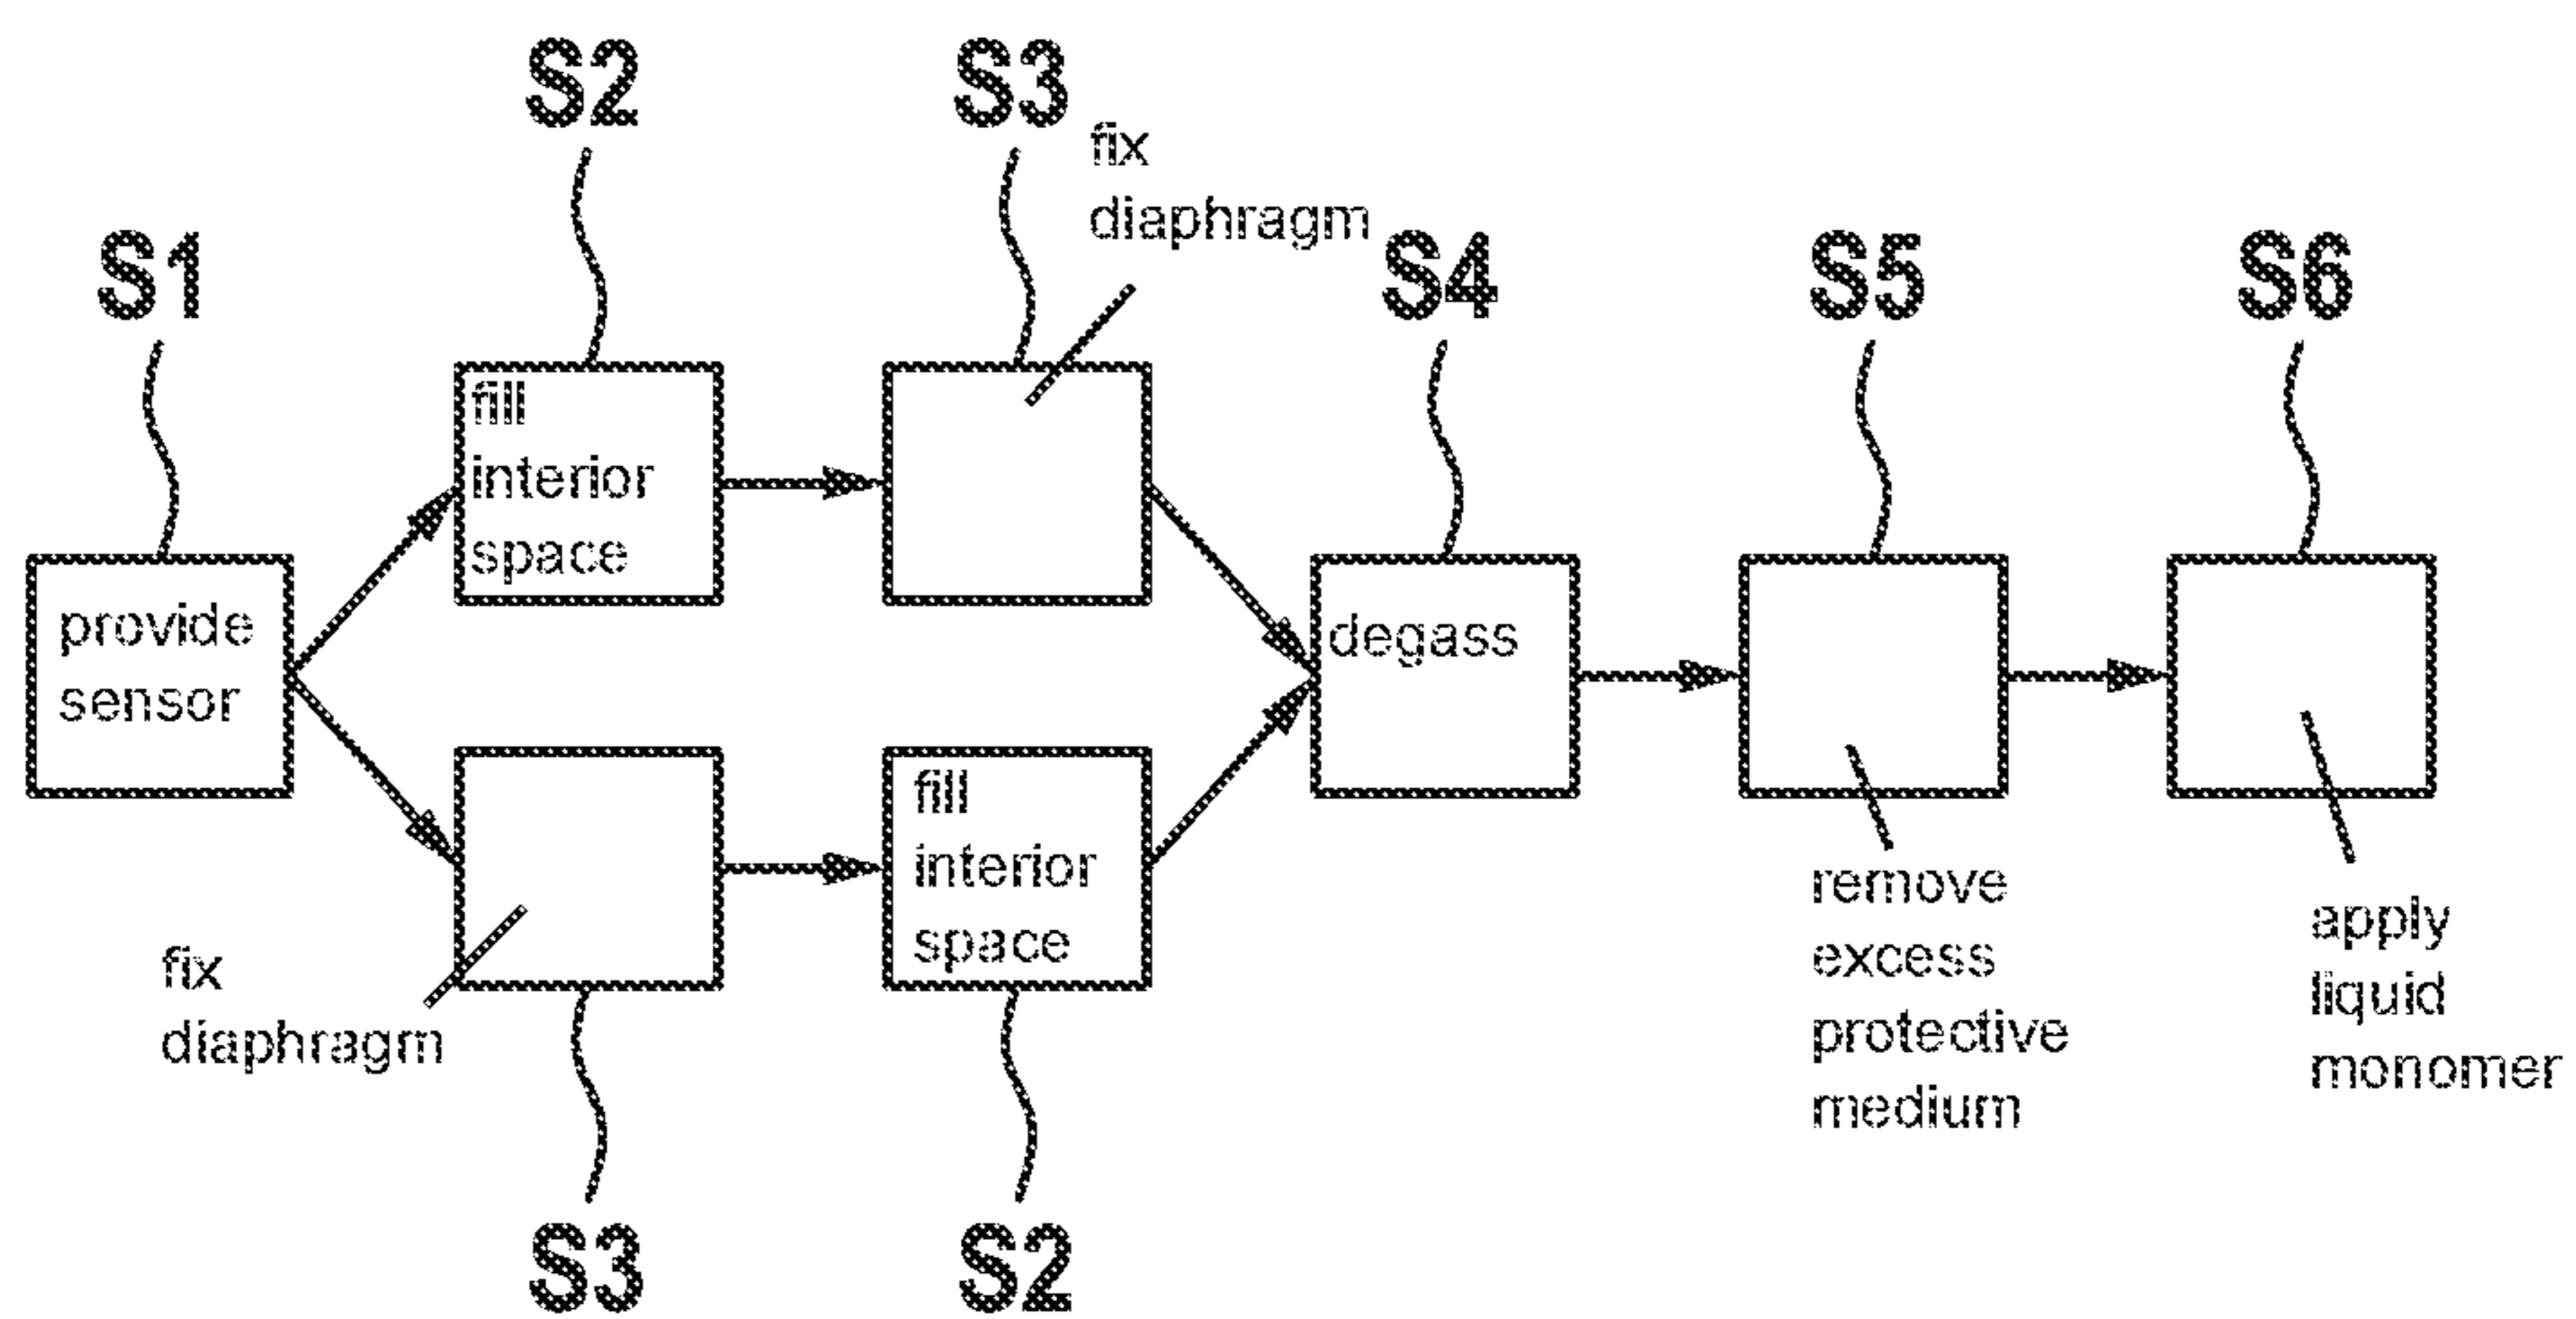 S2
S3
fix
diaphragm
S1
S4
S5
S6
fill
interior
space
provide
sensor
degass
fill
interior
space
fix
diaphragm
remove
excess
protective
medium
apply
liquid
monomer
S3
S2